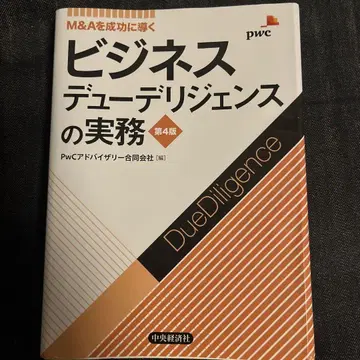 M&Aを成功に導く
pwc
ビジネス
デューデリジェンス
の実務 第4版
PwCアドバイザリー合同会社[編]
DueDiligence
中央経済社